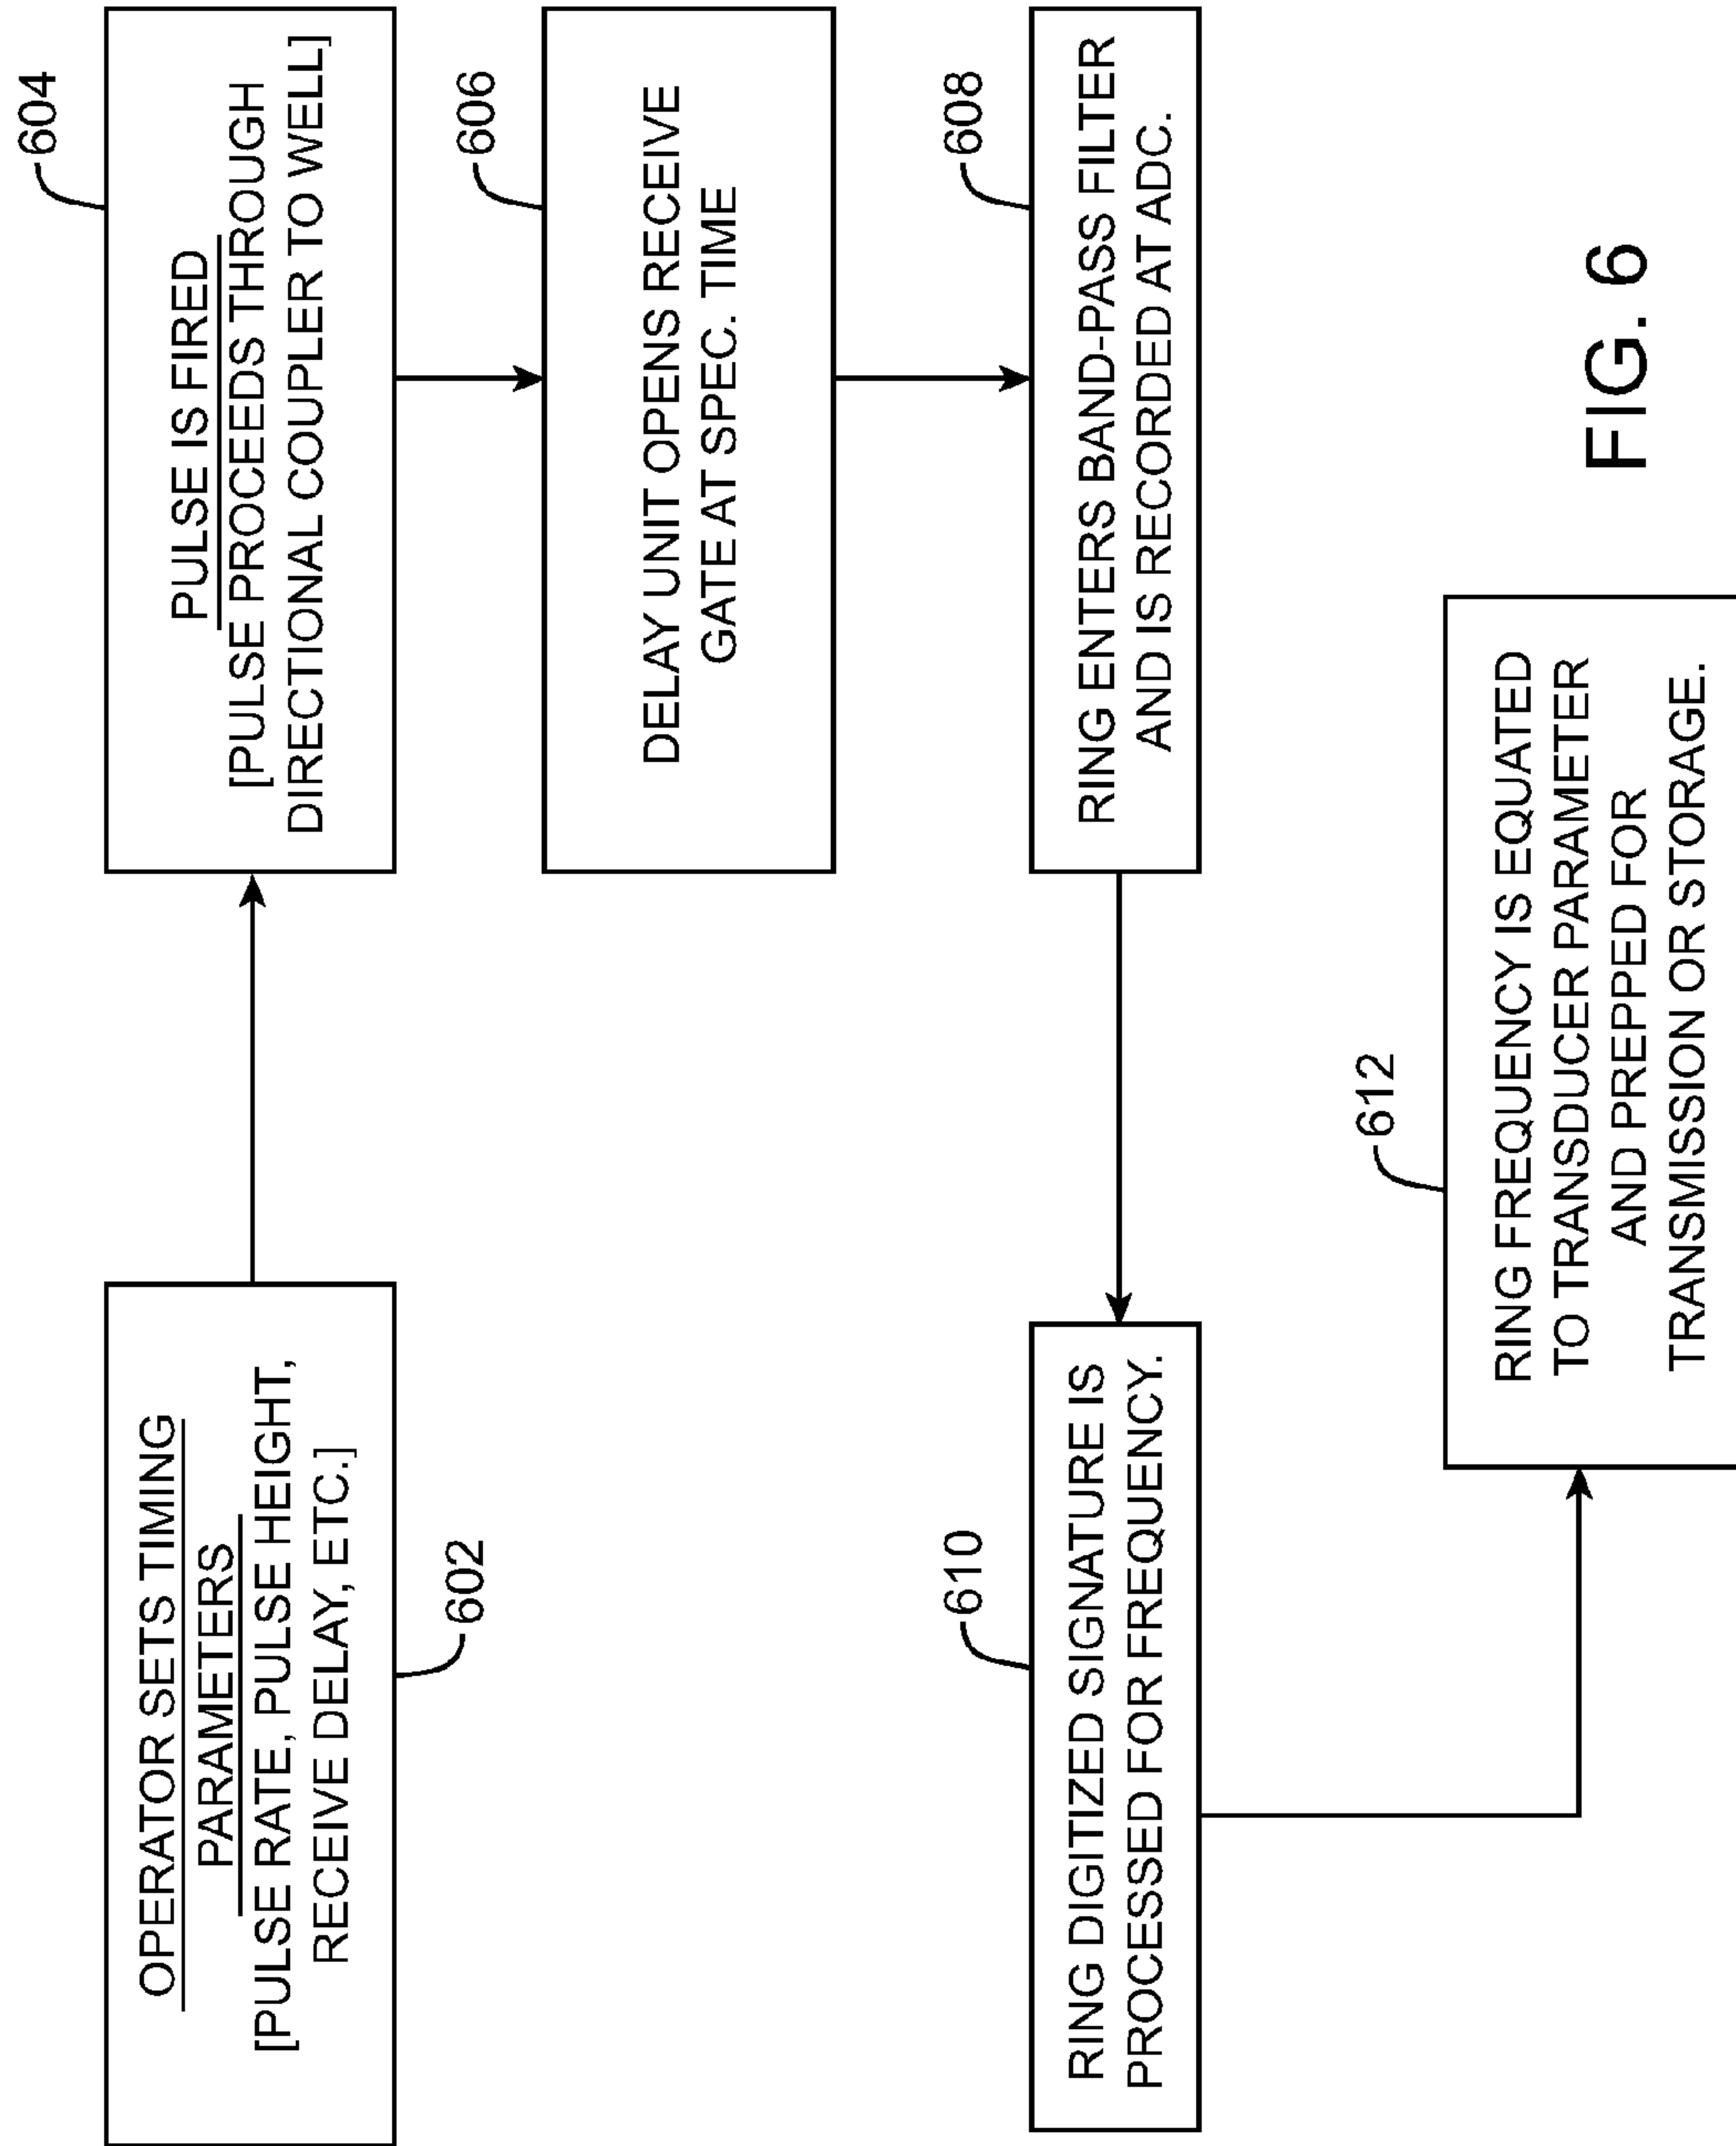 OPERATOR SETS TIMING
PARAMETERS
[PULSE RATE, PULSE HEIGHT,
RECEIVE DELAY, ETC.]
602
604
PULSE IS FIRED
[PULSE PROCEEDS THROUGH
DIRECTIONAL COUPLER TO WELL]
606
DELAY UNIT OPENS RECEIVE
GATE AT SPEC. TIME
608
RING ENTERS BAND-PASS FILTER
AND IS RECORDED AT ADC.
610
RING DIGITIZED SIGNATURE IS
PROCESSED FOR FREQUENCY.
612
RING FREQUENCY IS EQUATED
TO TRANSDUCER PARAMETER
AND PREPPED FOR
TRANSMISSION OR STORAGE.
FIG. 6